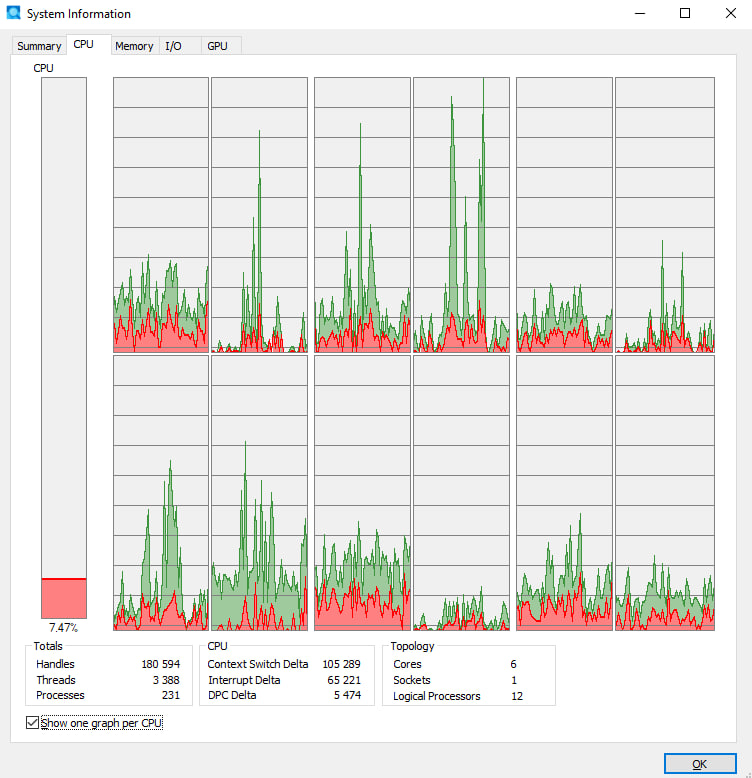 System Information
Summary CPU Memory I/O GPU
CPU
7.47%
Totals
Handles 180 594
Threads 3 388
Processes 231
CPU
Context Switch Delta 105 289
Interrupt Delta 65 221
DPC Delta 5 474
Topology
Cores 6
Sockets 1
Logical Processors 12
Show one graph per CPU
OK